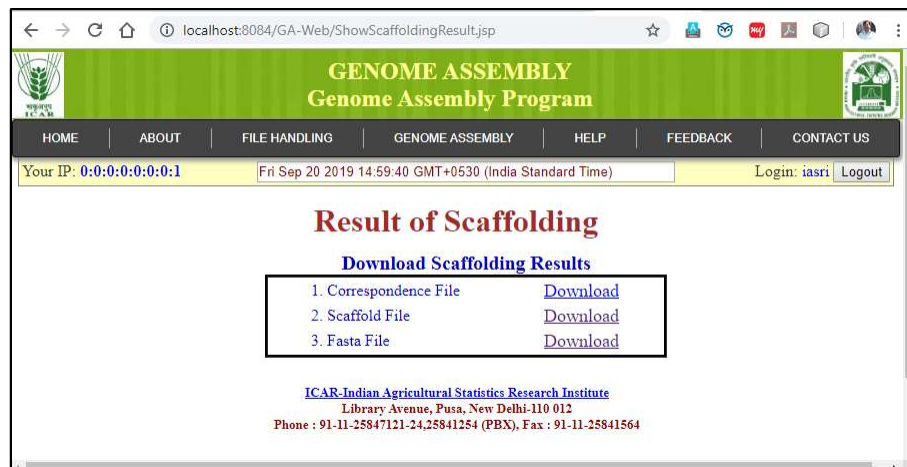 localhost:8084/GA-Web/ShowScaffoldingResult.jsp
my
GENOME ASSEMBLY
Genome Assembly Program
ICAR
HOME ABOUT FILE HANDLING GENOME ASSEMBLY HELP FEEDBACK CONTACT US
Your IP: 0:0:0:0:0:0:0:1 Fri Sep 20 2019 14:59:40 GMT+0530 (India Standard Time) Login: iasri Logout
Result of Scaffolding
Download Scaffolding Results
1. Correspondence File Download
2. Scaffold File Download
3. Fasta File Download
ICAR-Indian Agricultural Statistics Research Institute
Library Avenue, Pusa, New Delhi-110 012
Phone : 91-11-25847121-24,25841254 (PBX), Fax : 91-11-25841564